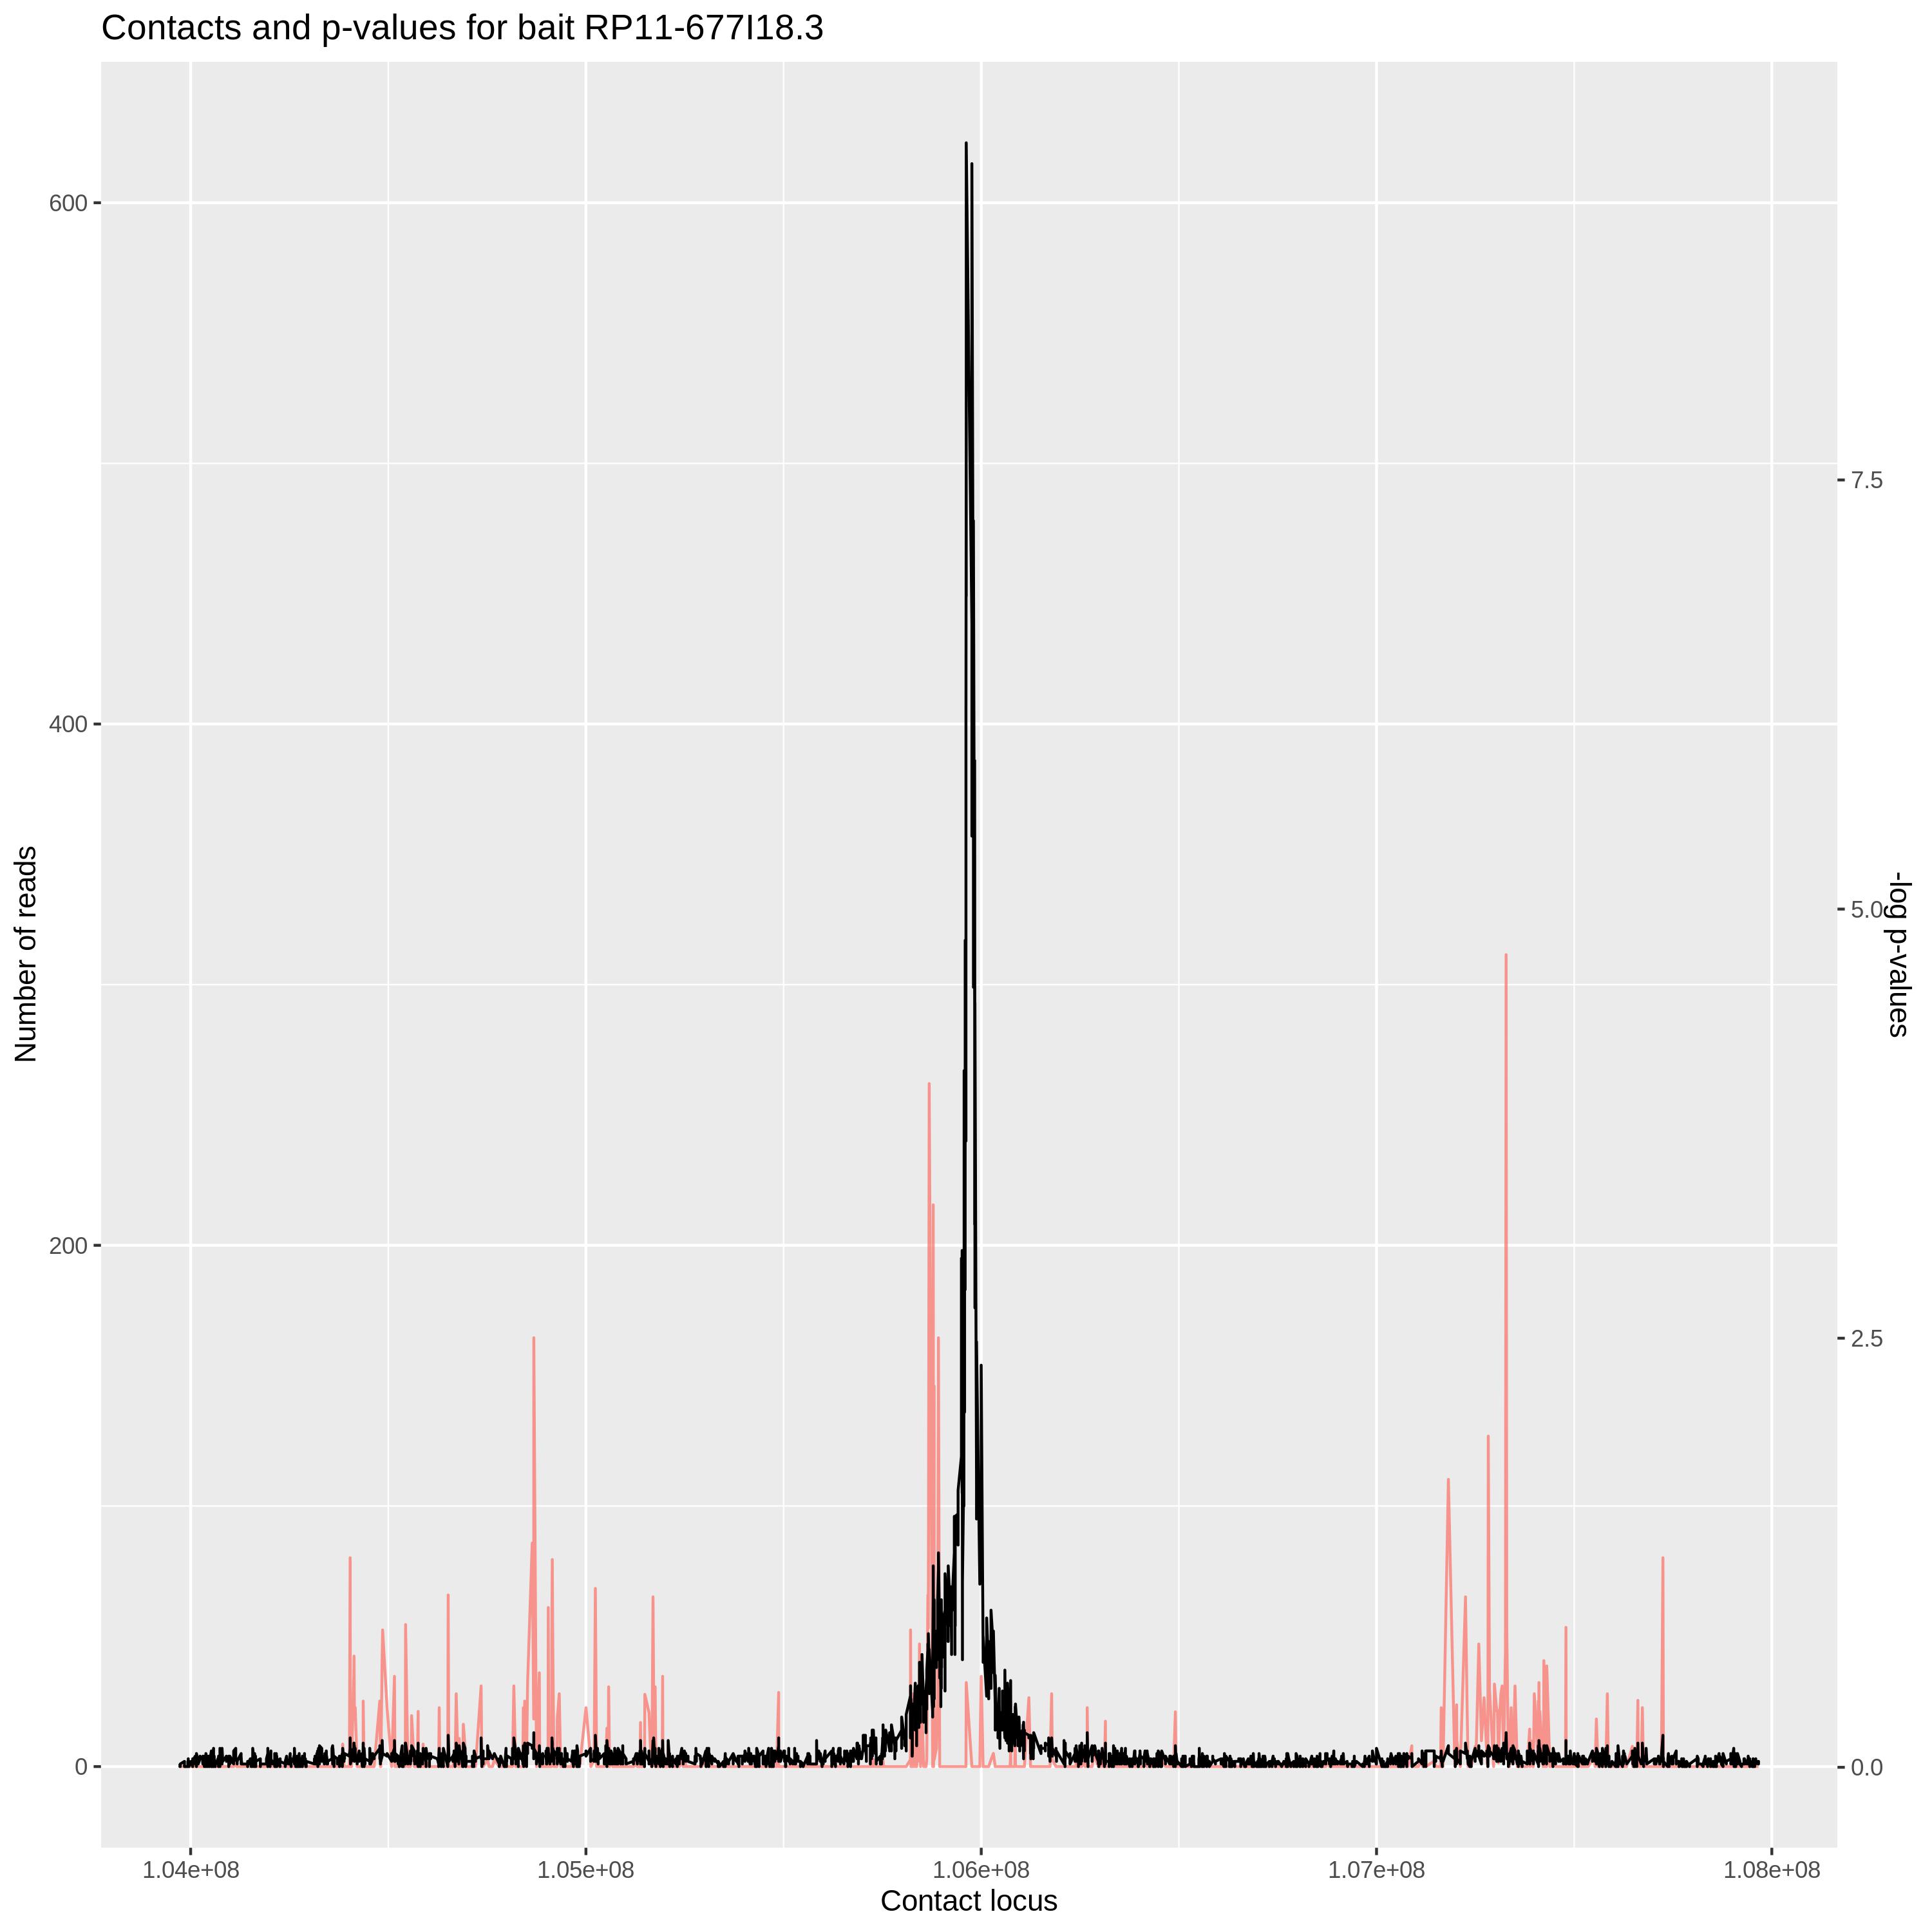 Contacts and p-values for bait RP11-677I18.3
600
400
200
0
Number of reads
7.5
5.0
2.5
0.0
-log p-values
1.04e+08
1.05e+08
1.06e+08
1.07e+08
1.08e+08
Contact locus